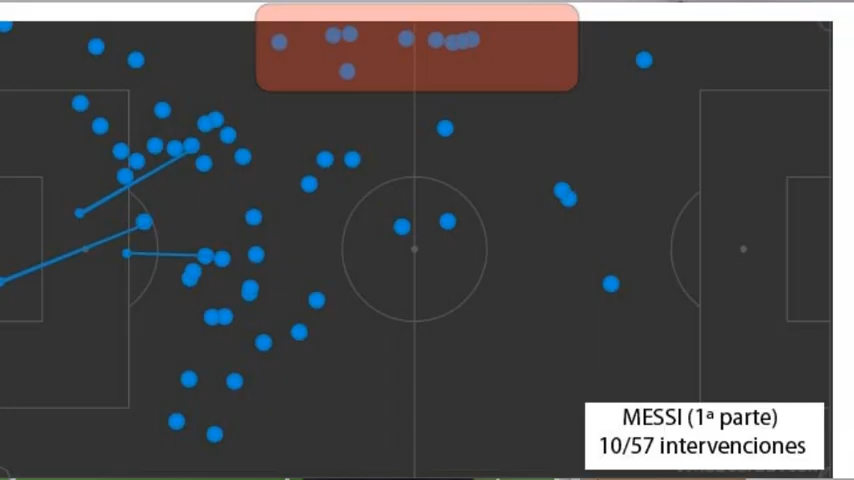 MESSI (1ª parte)
10/57 intervenciones